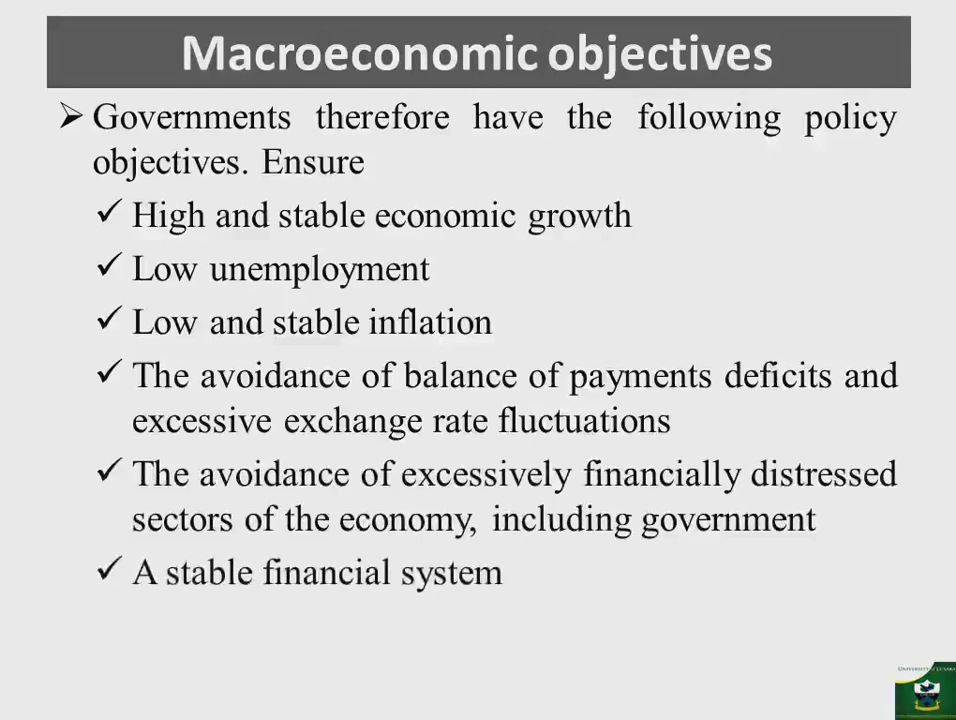 Macroeconomic objectives
➢ Governments therefore have the following policy
objectives. Ensure
✓ High and stable economic growth
✓ Low unemployment
✓ Low and stable inflation
✓ The avoidance of balance of payments deficits and
excessive exchange rate fluctuations
✓ The avoidance of excessively financially distressed
sectors of the economy, including government
✓ A stable financial system